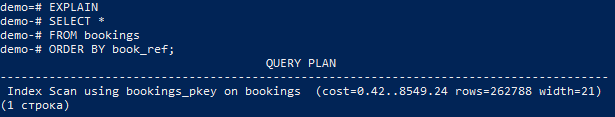 demo=# EXPLAIN
demo-# SELECT *
demo-# FROM bookings
demo-# ORDER BY book_ref;
QUERY PLAN
--------------------------------------------------------------------------------
Index Scan using bookings_pkey on bookings  (cost=0.42..8549.24 rows=262788 width=21)
(1 строка)